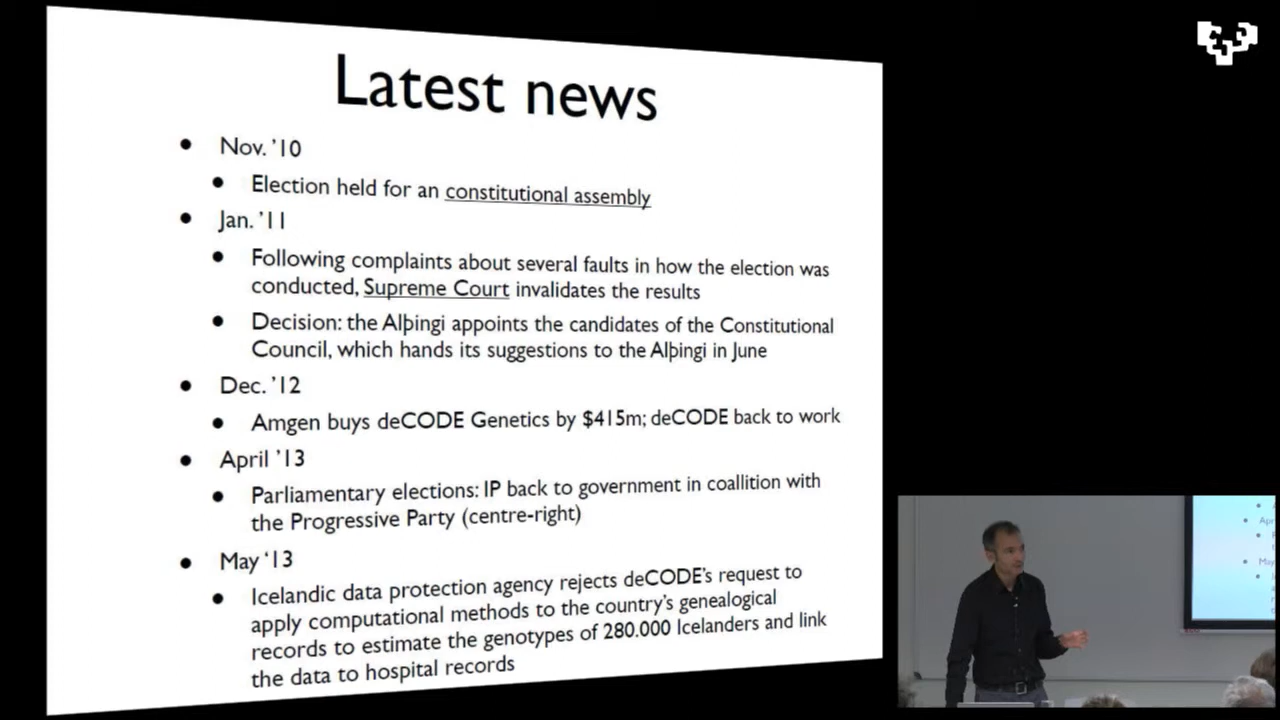 Latest news
• Nov. '10
• Election held for an constitutional assembly
• Jan. '11
• Following complaints about several faults in how the election was
conducted, Supreme Court invalidates the results
• Decision: the Alþingi appoints the candidates of the Constitutional
Council, which hands its suggestions to the Alþingi in June
• Dec. '12
• Amgen buys deCODE Genetics by $415m; deCODE back to work
• April '13
• Parliamentary elections: IP back to government in coallition with
the Progressive Party (centre-right)
• May '13
• Icelandic data protection agency rejects deCODE's request to
apply computational methods to the country's genealogical
records to estimate the genotypes of 280.000 Icelanders and link
the data to hospital records